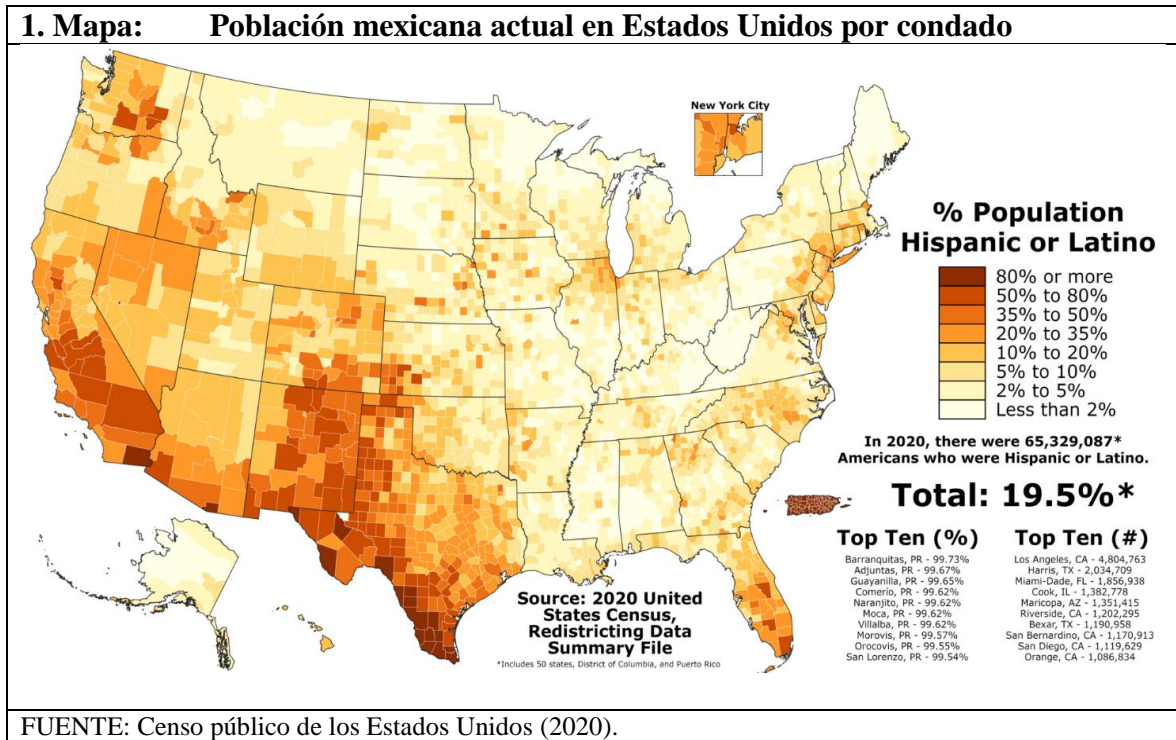 1. Mapa: Población mexicana actual en Estados Unidos por condado
New York City
% Population
Hispanic or Latino
80% or more
50% to 80%
35% to 50%
20% to 35%
10% to 20%
5% to 10%
2% to 5%
Less than 2%
In 2020, there were 65,329,087*
Americans who were Hispanic or Latino.
Total: 19.5%*
Top Ten (%)
Barranquitas, PR - 99.73%
Adjuntas, PR - 99.67%
Guayanilla, PR - 99.65%
Comerio, PR - 99.62%
Naranjito, PR - 99.62%
Moca, PR - 99.62%
Villalba, PR - 99.62%
Morovis, PR - 99.57%
Orocovis, PR - 99.55%
San Lorenzo, PR - 99.54%
Top Ten (#)
Los Angeles, CA - 4,804,763
Harris, TX - 2,034,709
Miami-Dade, FL - 1,856,938
Cook, IL - 1,382,778
Maricopa, AZ - 1,351,415
Riverside, CA - 1,202,295
Bexar, TX - 1,190,958
San Bernardino, CA - 1,170,913
San Diego, CA - 1,119,629
Orange, CA - 1,086,834
Source: 2020 United
States Census,
Redistricting Data
Summary File
*Includes 50 states, District of Columbia, and Puerto Rico
FUENTE: Censo público de los Estados Unidos (2020).